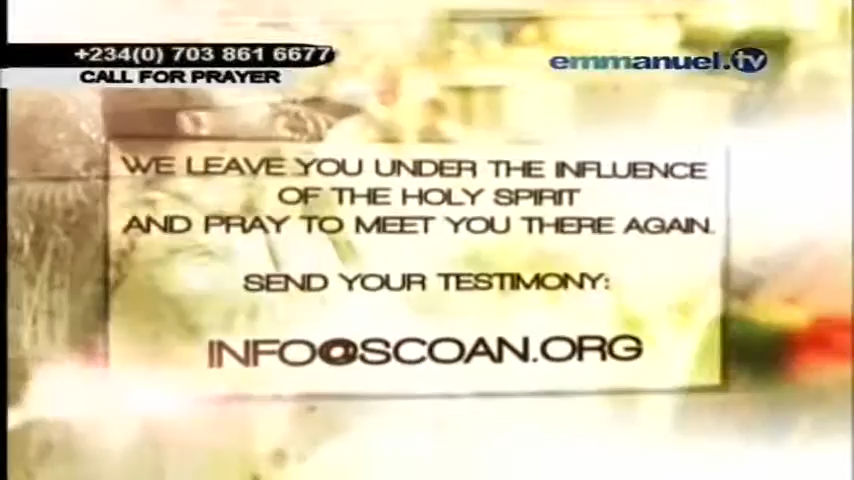 +234(0) 703 861 6677
CALL FOR PRAYER
emmanuel.tv
WE LEAVE YOU UNDER THE INFLUENCE
OF THE HOLY SPIRIT
AND PRAY TO MEET YOU THERE AGAIN.
SEND YOUR TESTIMONY:
INFO@SCOAN.ORG